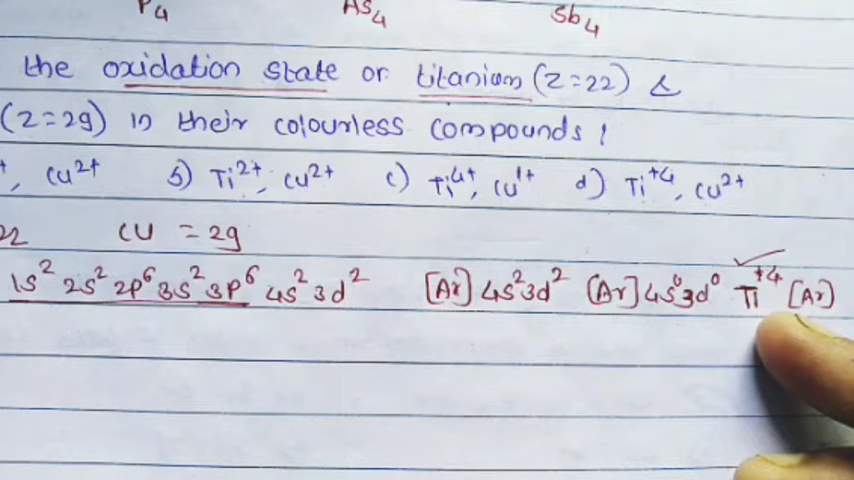 P4 As4 Sb4
the oxidation state or titanium (Z=22) &
(Z=29) in their colourless compounds!
+, Cu2+ b) Ti2+, Cu2+ c) Ti4+, Cu1+ d) Ti+4, Cu2+
22 CU = 29
1s2 2s2 2p6 3s2 3p6 4s2 3d2 [Ar] 4s2 3d2 [Ar] 4s0 3d0 Ti+4 [Ar]